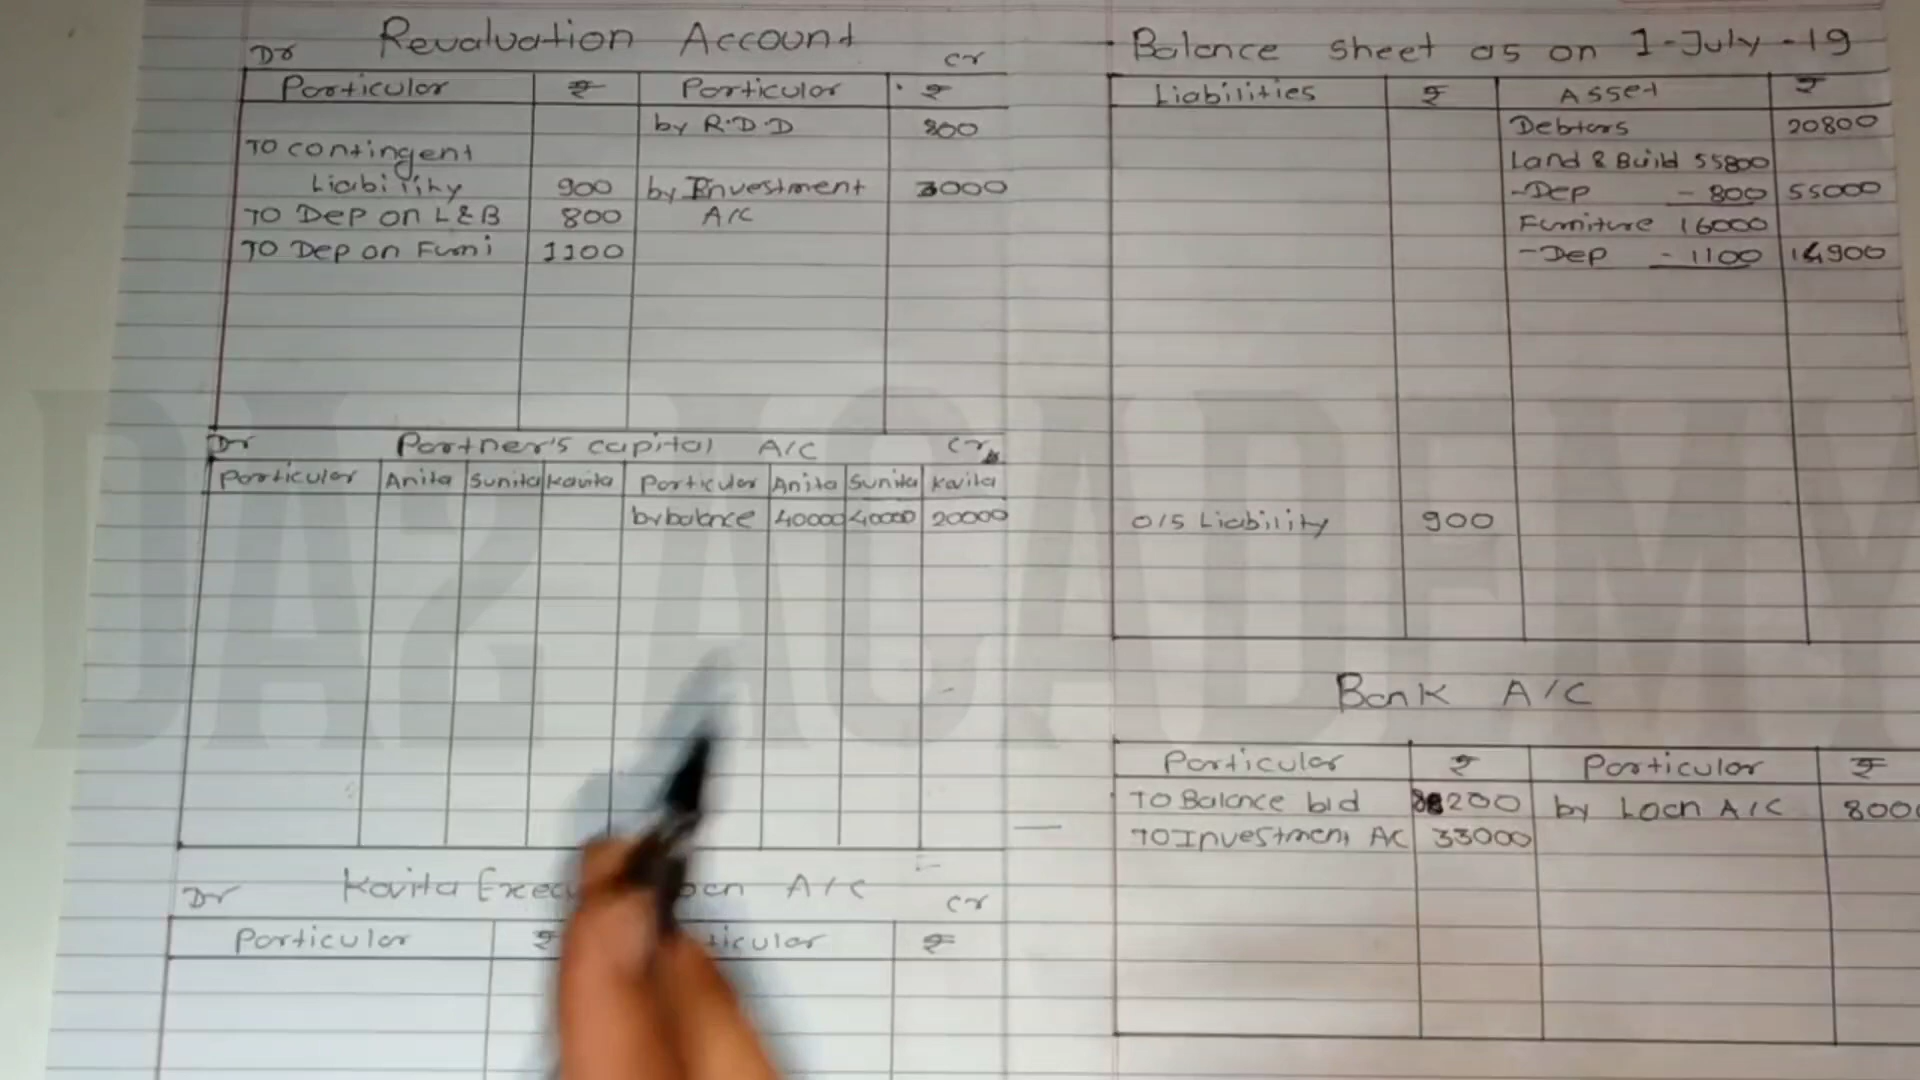 Revaluation Account
Dr
Cr
Particular ₹ Particular ₹
by R.D.D 800
To contingent
Liability 900 by Investment 3000
To Dep on L&B 800 A/C
To Dep on Furni 1100
Dr Partner's capital A/C Cr
Particular Anita Sunita Kavita Particular Anita Sunita Kavita
by balance 40000 40000 20000
Dr Kavita A/C Cr
Particular ₹ ₹
Balance sheet as on 1-July-19
Liabilities ₹ Asset ₹
Debtors 20800
Land & Build 55800
-Dep - 800 55000
Furniture 16000
-Dep - 1100 14900
O/S Liability 900
Bank A/C
Particular ₹ Particular ₹
To Balance b/d by Loan A/C
To Investment AC 33000
DAZ ACADEMY